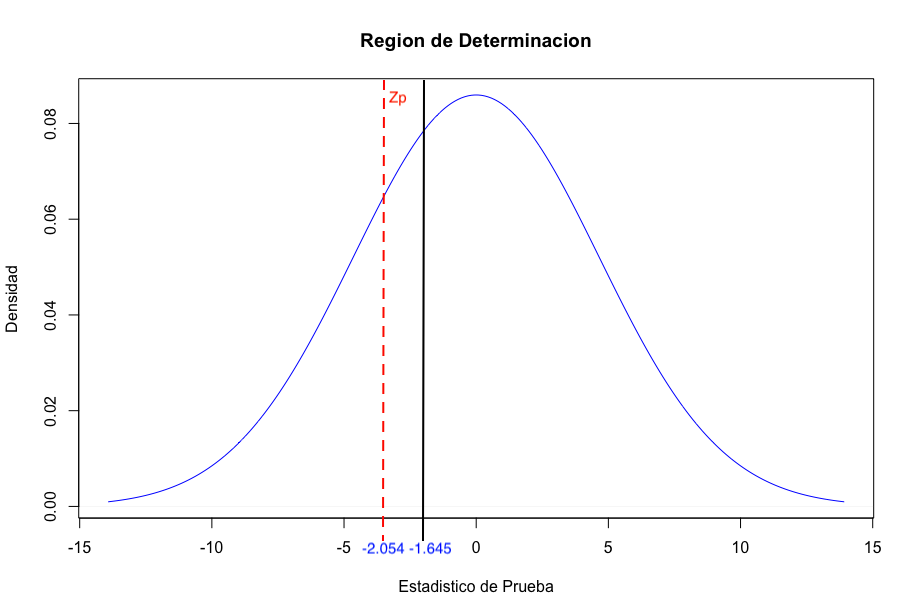 Region de Determinacion
Zp
Densidad
0.08
0.06
0.04
0.02
0.00
-15 -10 -5 -2.054 -1.645 0 5 10 15
Estadistico de Prueba